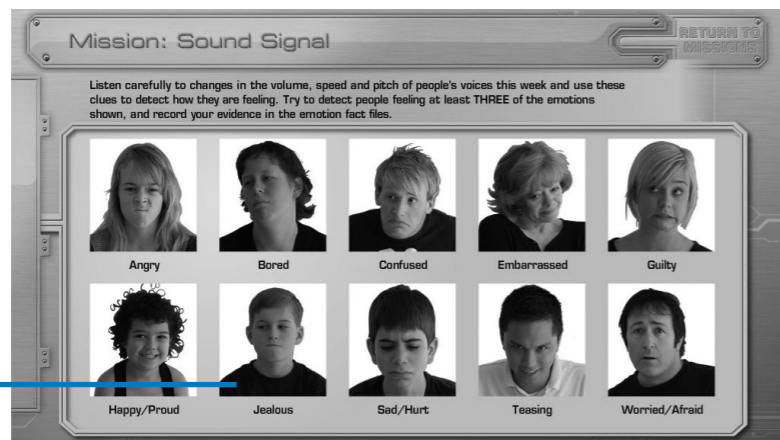 Mission: Sound Signal
RETURN TO
MISSIONS
Listen carefully to changes in the volume, speed and pitch of people's voices this week and use these
clues to detect how they are feeling. Try to detect people feeling at least THREE of the emotions
shown, and record your evidence in the emotion fact files.
Angry
Bored
Confused
Embarrassed
Guilty
Happy/Proud
Jealous
Sad/Hurt
Teasing
Worried/Afraid